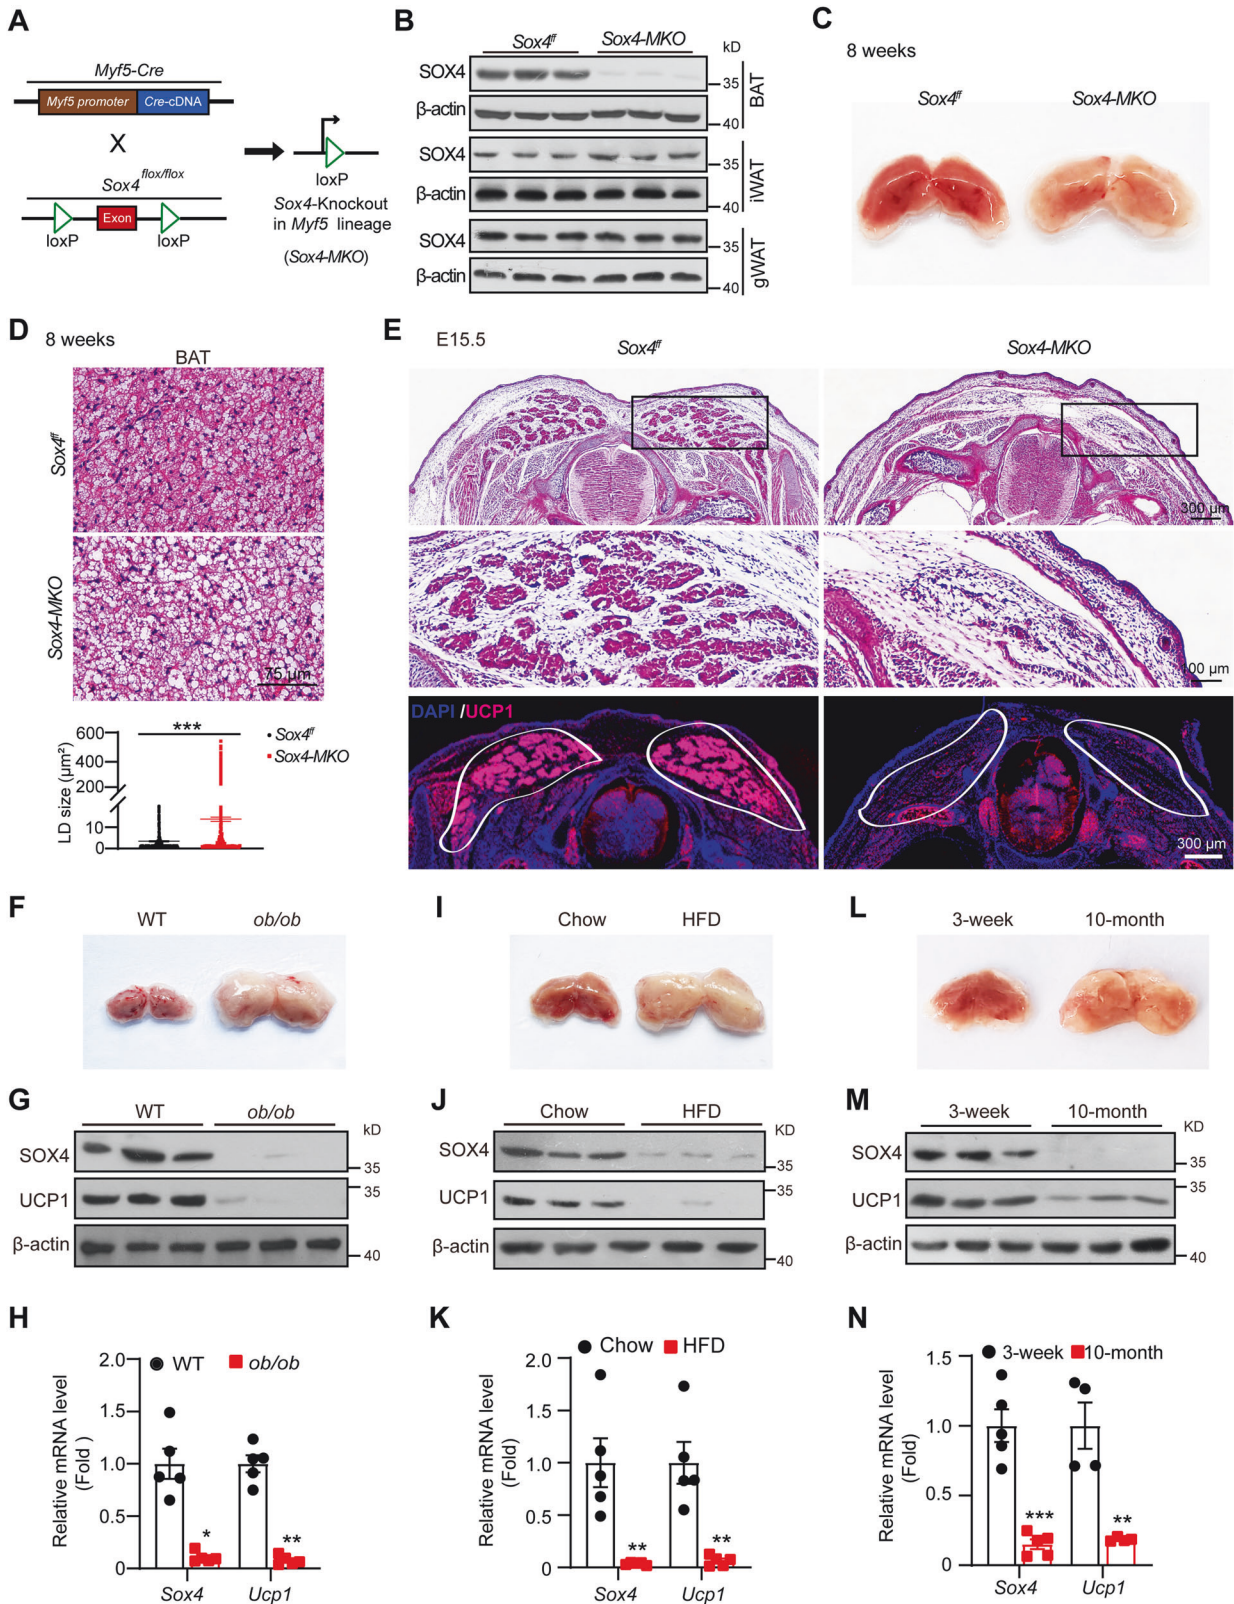 A
Myf5-Cre
Myf5 promoter Cre-cDNA
X
Sox4 flox/flox
Exon
loxP loxP
loxP
Sox4-Knockout
in Myf5 lineage
(Sox4-MKO)
B
Sox4ff Sox4-MKO kD
SOX4 35
β-actin 40
BAT
SOX4 35
β-actin 40
iWAT
SOX4 35
β-actin 40
gWAT
C
8 weeks
Sox4ff Sox4-MKO
D
8 weeks
BAT
Sox4ff
Sox4-MKO
75 µm
LD size (µm²)
600
400
200
10
0
***
Sox4ff
Sox4-MKO
E
E15.5 Sox4ff Sox4-MKO
300 µm
100 µm
DAPI /UCP1
300 µm
F
WT ob/ob
G
WT ob/ob
kD
SOX4 35
UCP1 35
β-actin 40
H
Relative mRNA level
(Fold )
WT ob/ob
2.0
1.5
1.0
0.5
0
* **
Sox4 Ucp1
I
Chow HFD
J
Chow HFD
KD
SOX4 35
UCP1 35
β-actin 40
K
Relative mRNA level
(Fold)
Chow HFD
2.0
1.5
1.0
0.5
0.0
** **
Sox4 Ucp1
L
3-week 10-month
M
3-week 10-month
KD
SOX4 35
UCP1 35
β-actin 40
N
Relative mRNA level
(Fold)
3-week 10-month
1.5
1.0
0.5
0
*** **
Sox4 Ucp1